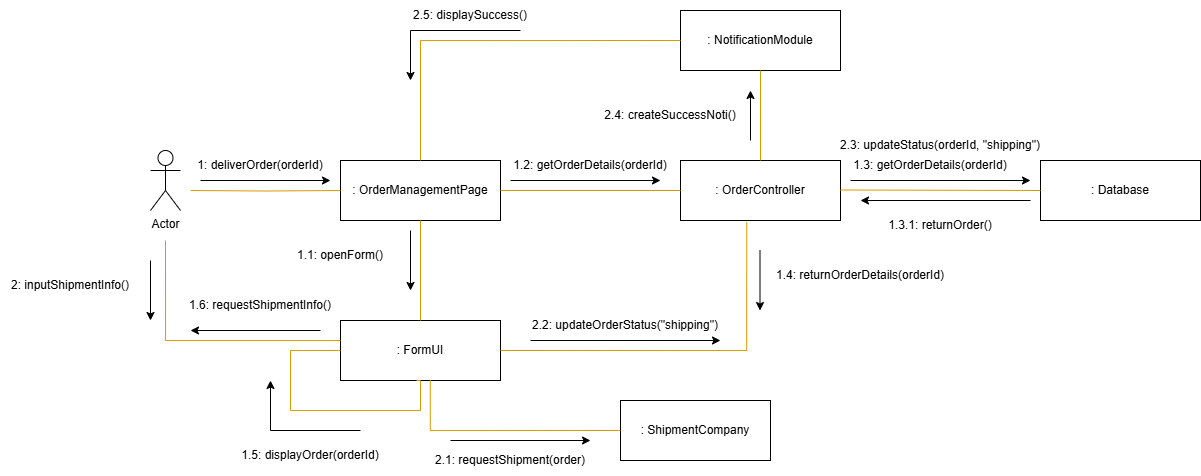 2.5: displaySuccess()
: NotificationModule
2.4: createSuccessNoti()
2.3: updateStatus(orderId, "shipping")
1: deliverOrder(orderId)
1.2: getOrderDetails(orderId)
1.3: getOrderDetails(orderId)
: OrderManagementPage
: OrderController
: Database
Actor
1.3.1: returnOrder()
1.1: openForm()
1.4: returnOrderDetails(orderId)
2: inputShipmentInfo()
1.6: requestShipmentInfo()
2.2: updateOrderStatus("shipping")
: FormUI
: ShipmentCompany
1.5: displayOrder(orderId)
2.1: requestShipment(order)